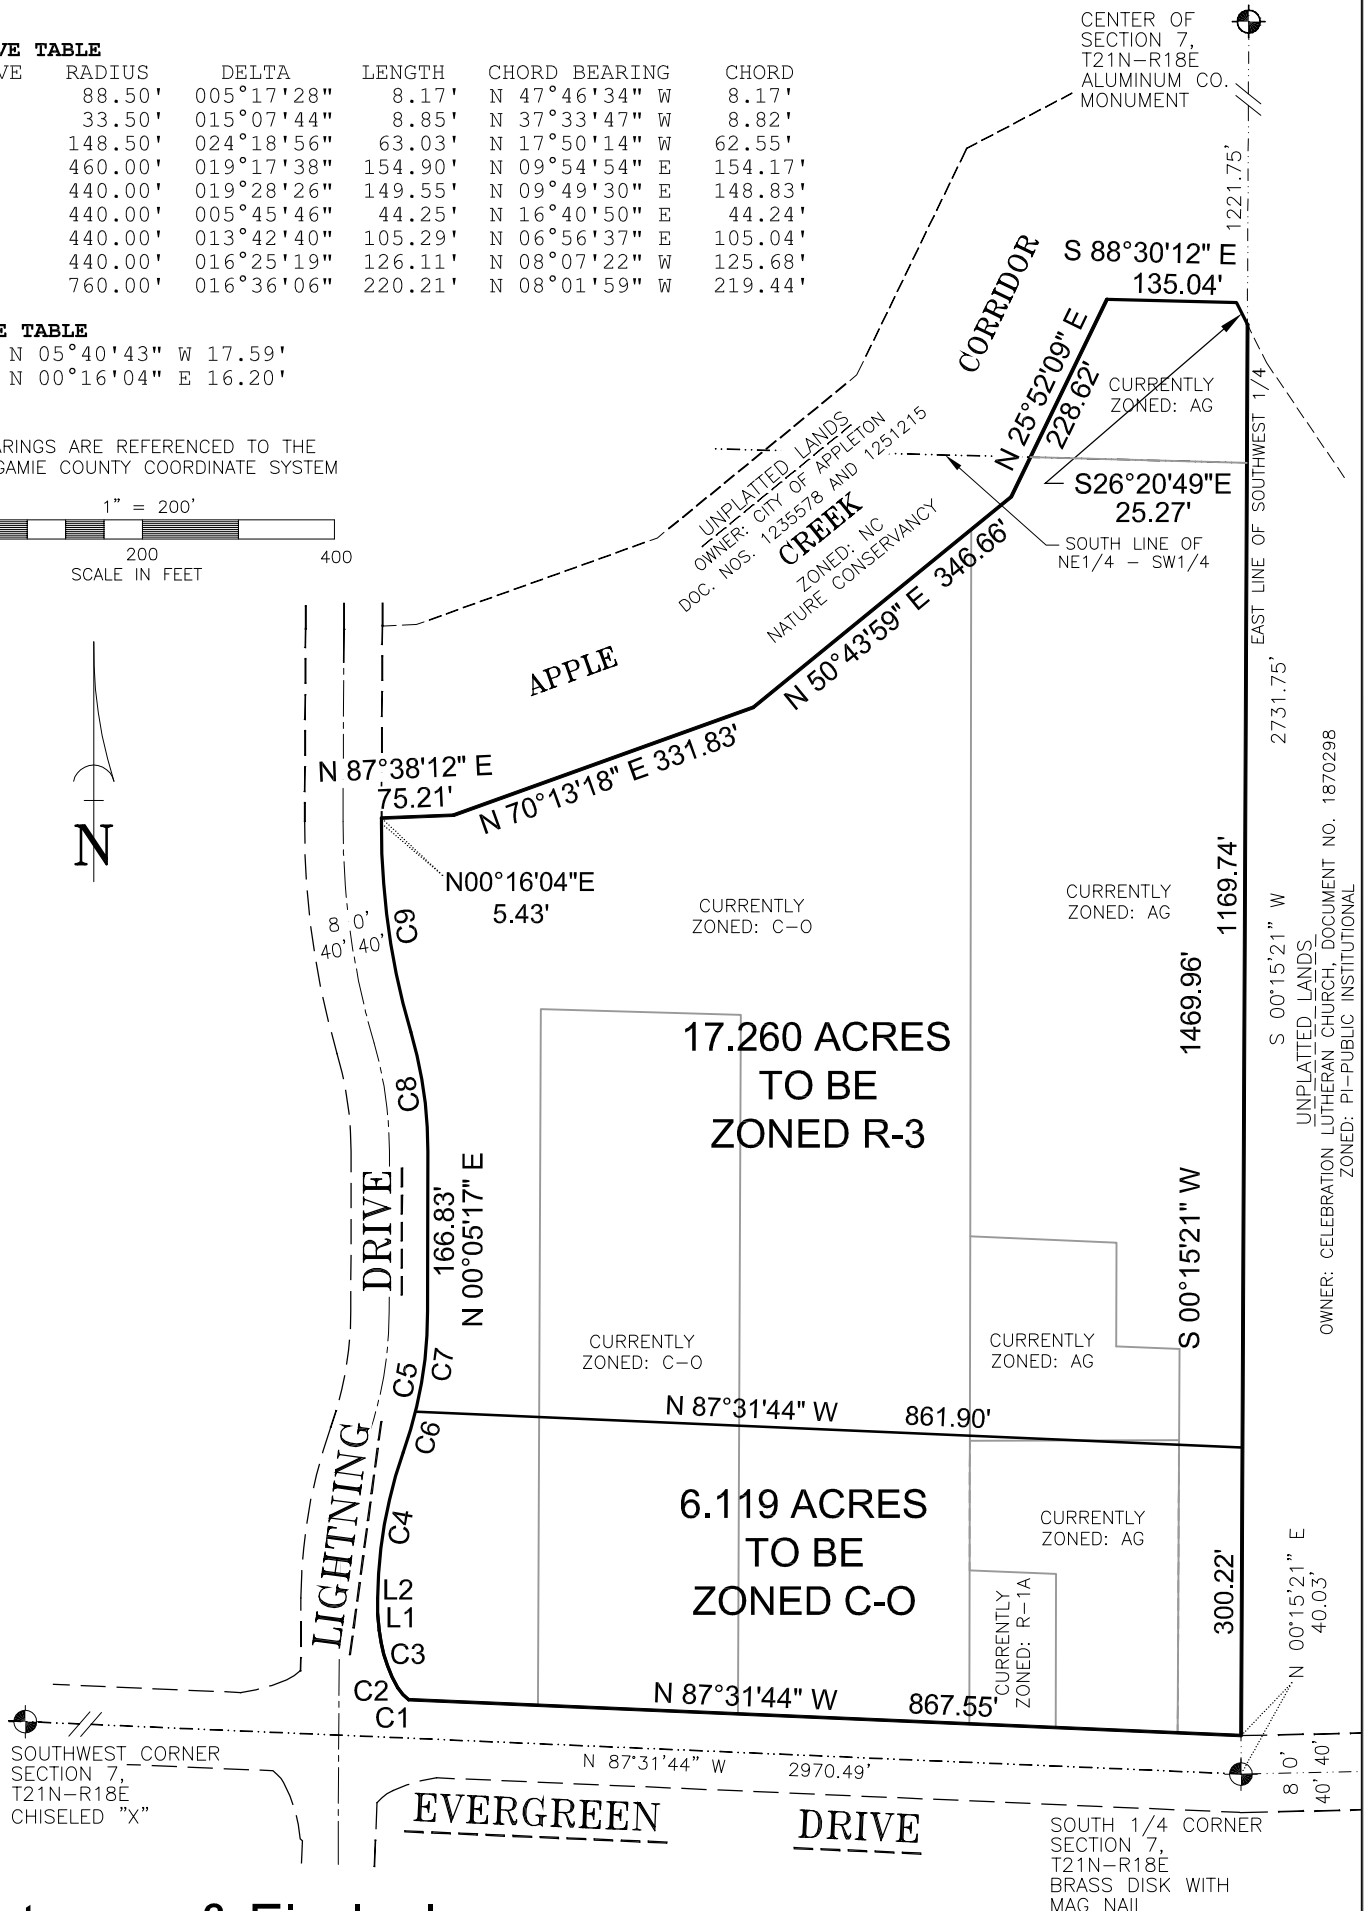 VE TABLE
VE RADIUS DELTA LENGTH CHORD BEARING CHORD
88.50' 005°17'28" 8.17' N 47°46'34" W 8.17'
33.50' 015°07'44" 8.85' N 37°33'47" W 8.82'
148.50' 024°18'56" 63.03' N 17°50'14" W 62.55'
460.00' 019°17'38" 154.90' N 09°54'54" E 154.17'
440.00' 019°28'26" 149.55' N 09°49'30" E 148.83'
440.00' 005°45'46" 44.25' N 16°40'50" E 44.24'
440.00' 013°42'40" 105.29' N 06°56'37" E 105.04'
440.00' 016°25'19" 126.11' N 08°07'22" W 125.68'
760.00' 016°36'06" 220.21' N 08°01'59" W 219.44'
E TABLE
N 05°40'43" W 17.59'
N 00°16'04" E 16.20'
ARINGS ARE REFERENCED TO THE
GAMIE COUNTY COORDINATE SYSTEM
1" = 200'
200 400
SCALE IN FEET
N
CENTER OF
SECTION 7,
T21N-R18E
ALUMINUM CO.
MONUMENT
1221.75'
S 88°30'12" E
135.04'
CORRIDOR
N 25°52'09" E
228.62'
CURRENTLY
ZONED: AG
S26°20'49"E
25.27'
SOUTH LINE OF
NE1/4 - SW1/4
EAST LINE OF SOUTHWEST 1/4
UNPLATTED LANDS
OWNER: CITY OF APPLETON
DOC. NOS. 1235578 AND 1251215
CREEK
ZONED: NC
NATURE CONSERVANCY
APPLE
N 50°43'59" E 346.66'
N 70°13'18" E 331.83'
N 87°38'12" E
75.21'
N00°16'04"E
5.43'
8 0'
40' 40'
C9
CURRENTLY
ZONED: C-O
CURRENTLY
ZONED: AG
2731.75'
S 00°15'21" W
1169.74'
1469.96'
S 00°15'21" W
UNPLATTED LANDS
OWNER: CELEBRATION LUTHERAN CHURCH, DOCUMENT NO. 1870298
ZONED: PI-PUBLIC INSTITUTIONAL
17.260 ACRES
TO BE
ZONED R-3
C8
DRIVE
166.83'
N 00°05'17" E
C5
C7
CURRENTLY
ZONED: C-O
CURRENTLY
ZONED: AG
N 87°31'44" W 861.90'
C6
LIGHTNING
C4
6.119 ACRES
TO BE
ZONED C-O
CURRENTLY
ZONED: AG
CURRENTLY
ZONED: R-1A
300.22'
N 00°15'21" E
40.03'
L2
L1
C3
C2
C1
N 87°31'44" W 867.55'
SOUTHWEST CORNER
SECTION 7,
T21N-R18E
CHISELED "X"
N 87°31'44" W 2970.49'
8 0'
40' 40'
EVERGREEN DRIVE
SOUTH 1/4 CORNER
SECTION 7,
T21N-R18E
BRASS DISK WITH
MAG NAIL